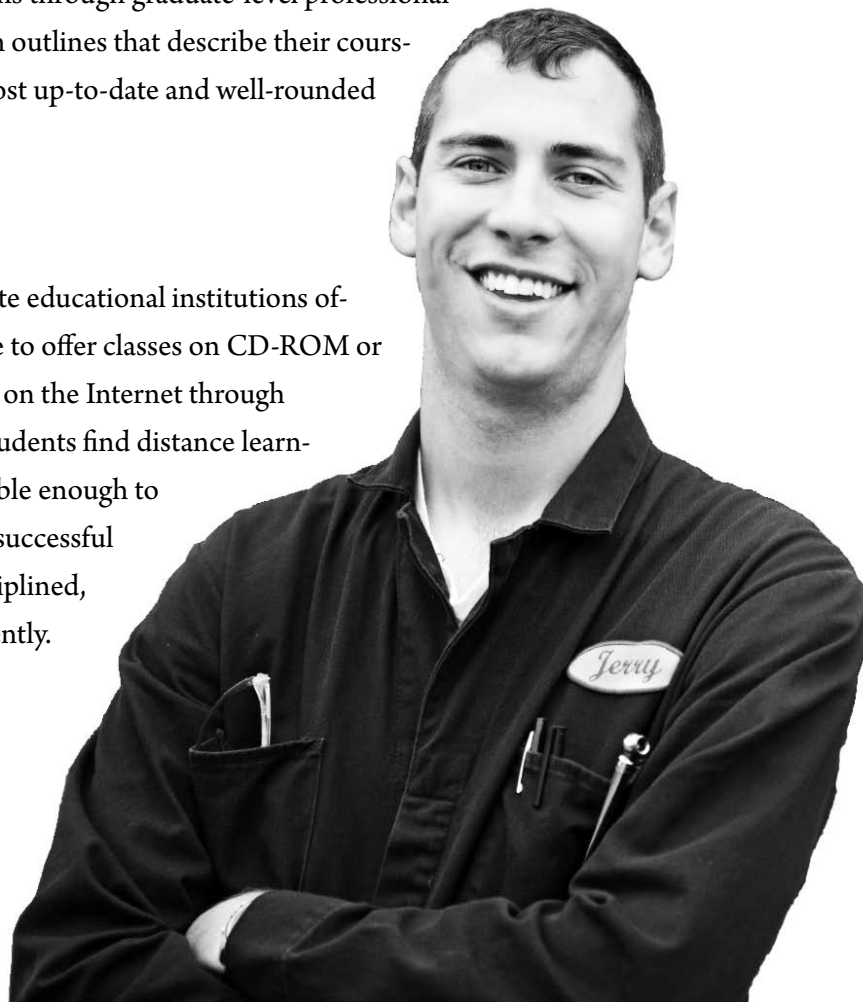 ns through graduate-level professional
n outlines that describe their cours-
ost up-to-date and well-rounded
te educational institutions of-
e to offer classes on CD-ROM or
on the Internet through
udents find distance learn-
ble enough to
successful
iplined,
ently.
Jerry